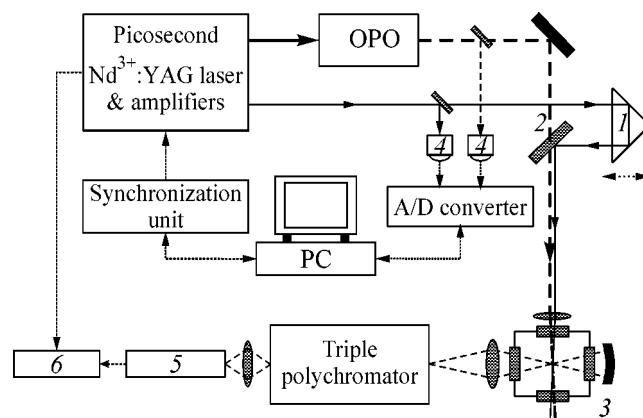 Picosecond
Nd3+:YAG laser
& amplifiers
OPO
2
1
4
4
Synchronization
unit
A/D converter
PC
Triple
polychromator
6
5
3